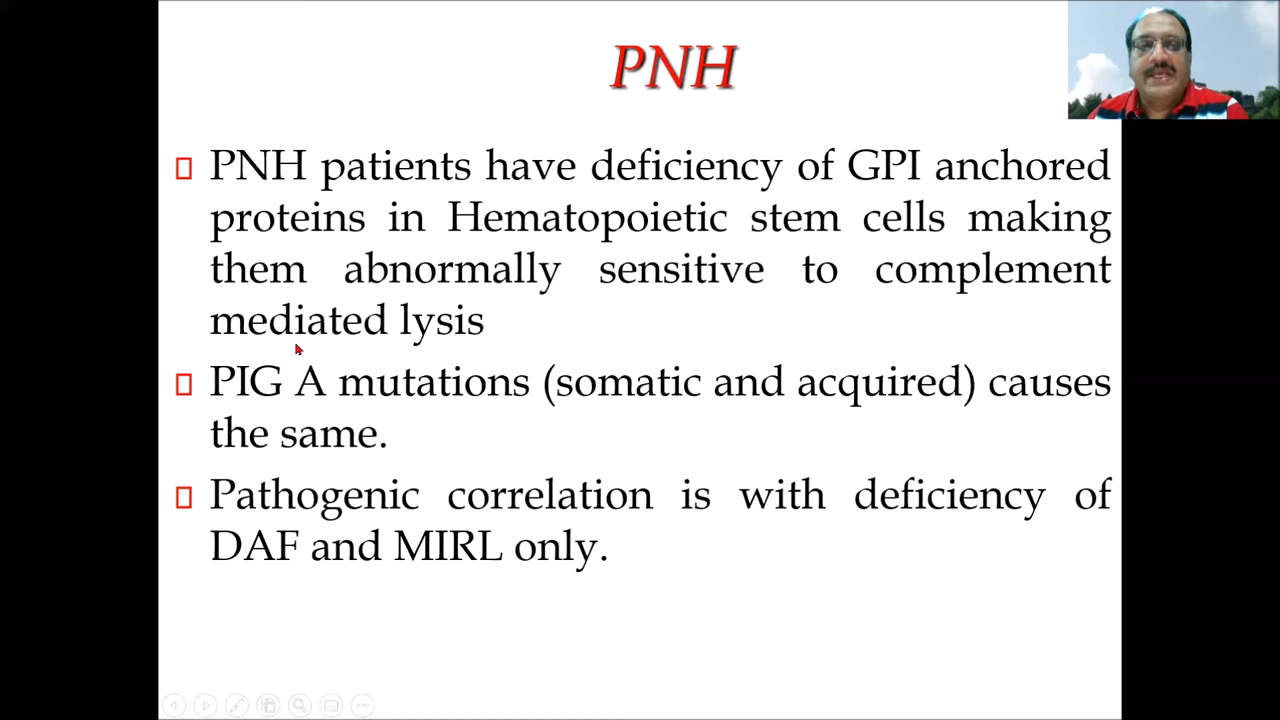 PNH
PNH patients have deficiency of GPI anchored
proteins in Hematopoietic stem cells making
them abnormally sensitive to complement
mediated lysis
PIG A mutations (somatic and acquired) causes
the same.
Pathogenic correlation is with deficiency of
DAF and MIRL only.